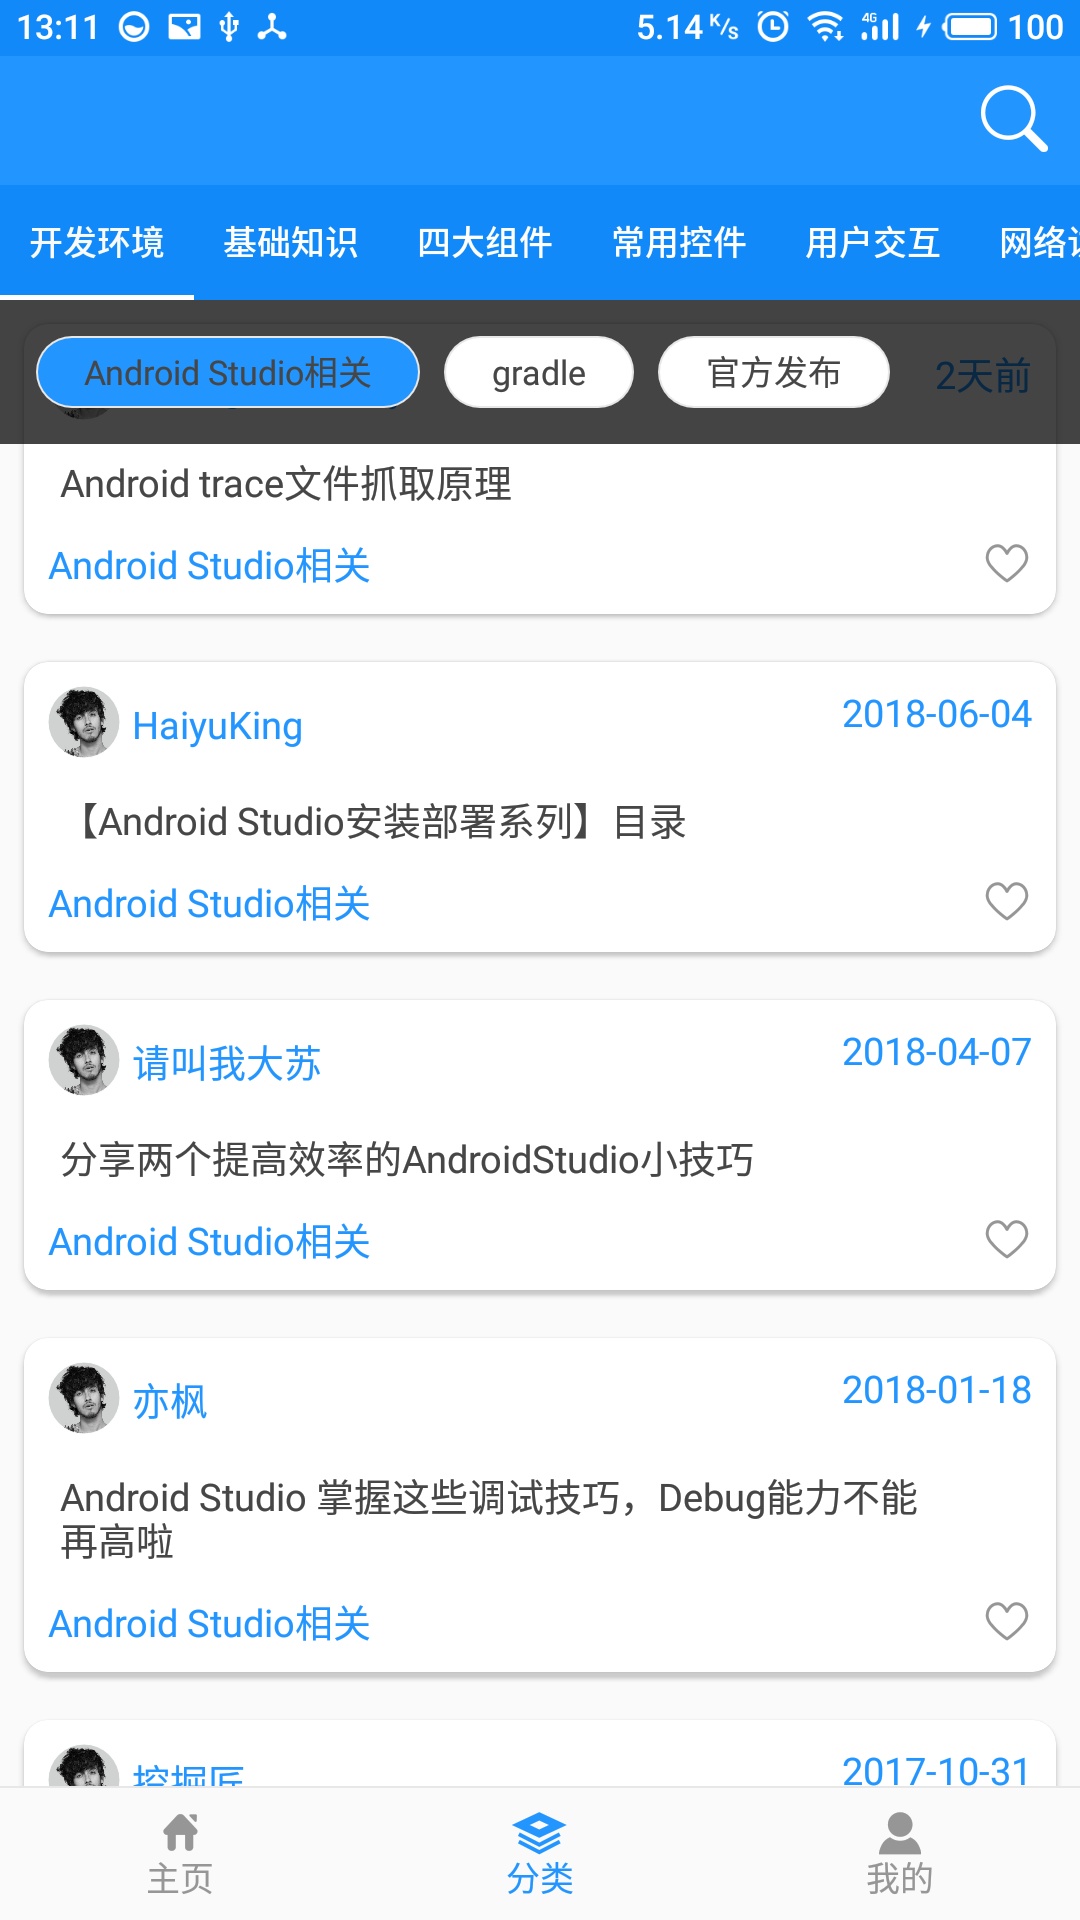 13:11
5.14 K/s
4G
100
开发环境 基础知识 四大组件 常用控件 用户交互 网络
Android Studio相关 gradle 官方发布 2天前
Android trace文件抓取原理
Android Studio相关
HaiyuKing 2018-06-04
【Android Studio安装部署系列】目录
Android Studio相关
请叫我大苏 2018-04-07
分享两个提高效率的AndroidStudio小技巧
Android Studio相关
亦枫 2018-01-18
Android Studio 掌握这些调试技巧，Debug能力不能
再高啦
Android Studio相关
挖掘匠 2017-10-31
主页 分类 我的